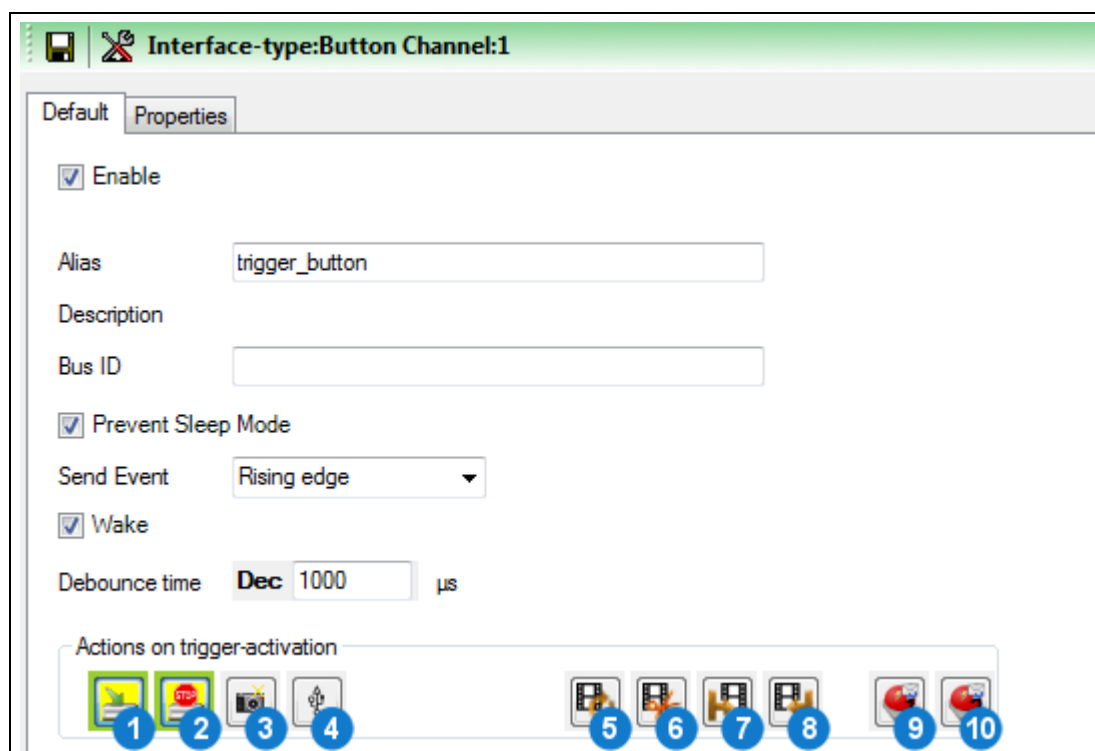 Interface-type:Button Channel:1
Default Properties
Enable
Alias trigger_button
Description
Bus ID
Prevent Sleep Mode
Send Event Rising edge
Wake
Debounce time Dec 1000 µs
Actions on trigger-activation
STOP
1 2 3 4 5 6 7 8 9 10